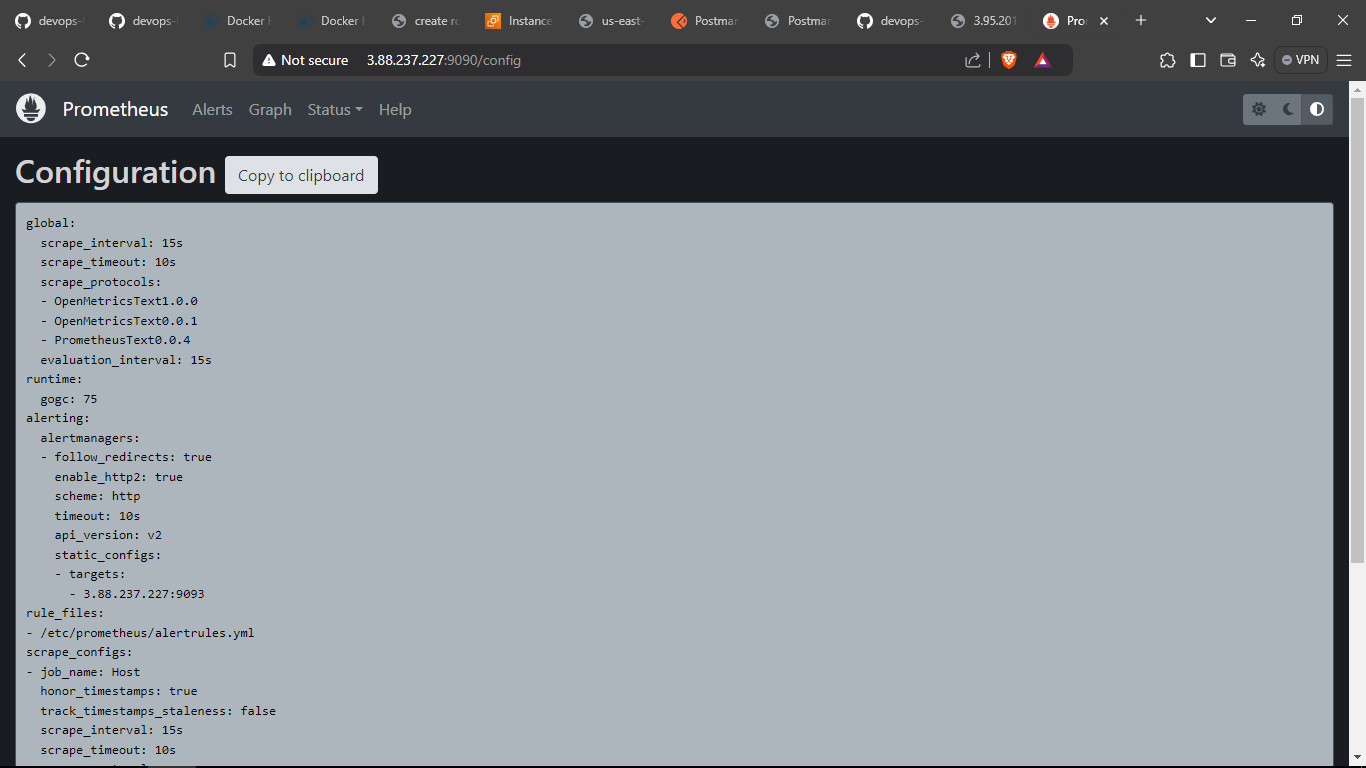 devops-
devops-
Docker
Docker
create ro
Instance
us-east-
Postmar
Postmar
devops-
3.95.201
Pro
Not secure 3.88.237.227:9090/config
VPN
Prometheus Alerts Graph Status Help
Configuration Copy to clipboard
global:
scrape_interval: 15s
scrape_timeout: 10s
scrape_protocols:
- OpenMetricsText1.0.0
- OpenMetricsText0.0.1
- PrometheusText0.0.4
evaluation_interval: 15s
runtime:
gogc: 75
alerting:
alertmanagers:
- follow_redirects: true
enable_http2: true
scheme: http
timeout: 10s
api_version: v2
static_configs:
- targets:
- 3.88.237.227:9093
rule_files:
- /etc/prometheus/alertrules.yml
scrape_configs:
- job_name: Host
honor_timestamps: true
track_timestamps_staleness: false
scrape_interval: 15s
scrape_timeout: 10s